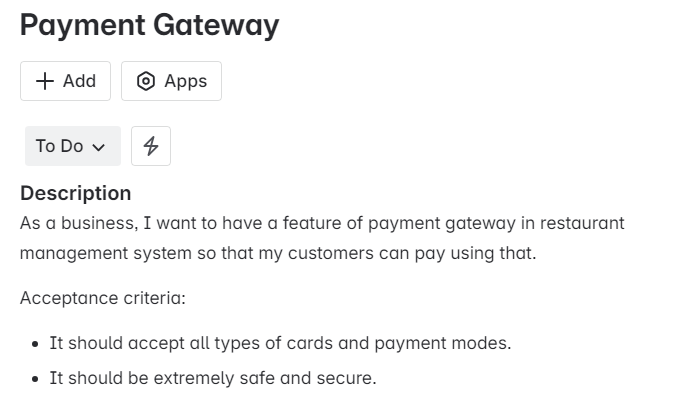 Payment Gateway
Add
Apps
To Do
Description
As a business, I want to have a feature of payment gateway in restaurant
management system so that my customers can pay using that.
Acceptance criteria:
It should accept all types of cards and payment modes.
It should be extremely safe and secure.